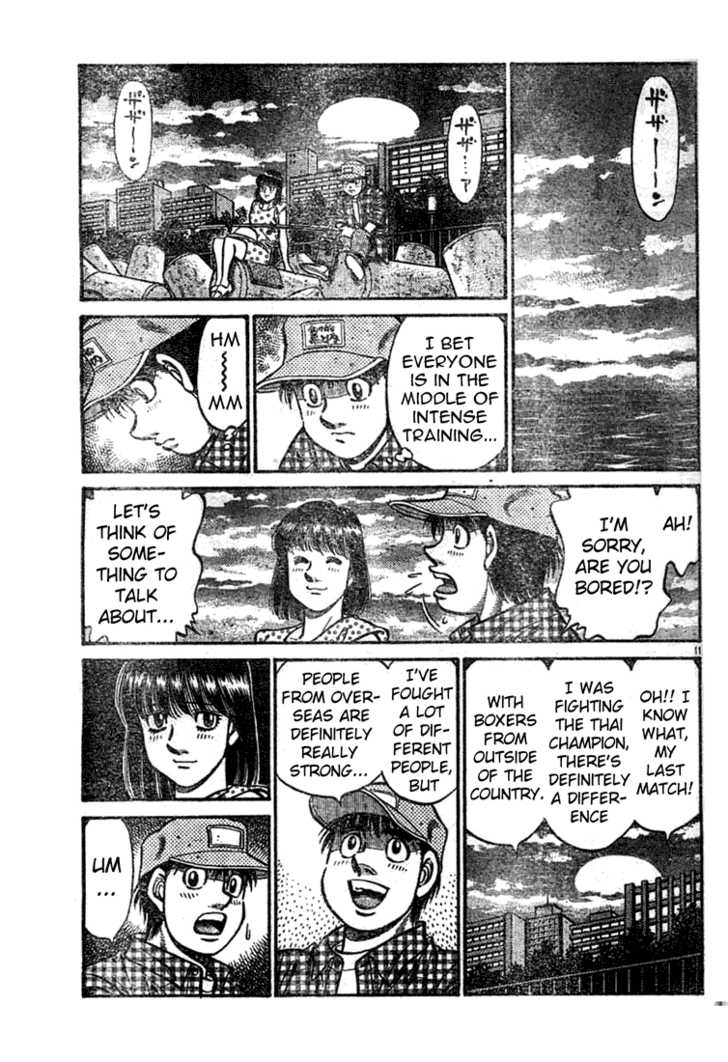 ザザーーン
ザザ…ァ
ザザーーン
I BET
EVERYONE
IS IN THE
MIDDLE OF
INTENSE
TRAINING...
HM
MM
AH!
I'M
SORRY,
ARE YOU
BORED!?
LET'S
THINK OF
SOME-
THING TO
TALK
ABOUT...
11
OH!! I
KNOW
WHAT,
MY
LAST
MATCH!
I WAS
FIGHTING
THE THAI
CHAMPION,
THERE'S
DEFINITELY
A DIFFER-
ENCE
WITH
BOXERS
FROM
OUTSIDE
OF THE
COUNTRY.
I'VE
FOUGHT
A LOT
OF DIF-
FERENT
PEOPLE,
BUT
PEOPLE
FROM OVER-
SEAS ARE
DEFINITELY
REALLY
STRONG...
UM
...